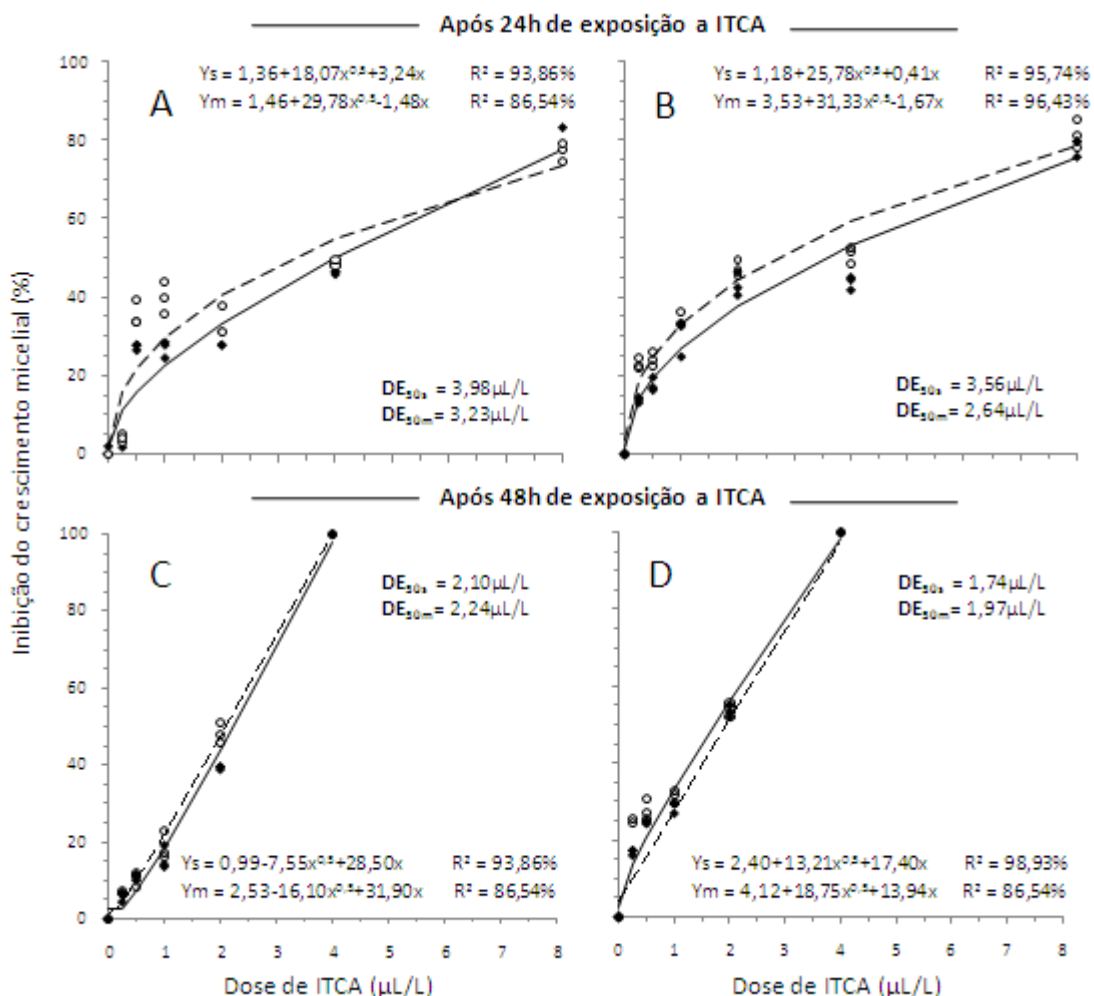 Após 24h de exposição a ITCA
A
Ys = 1,36+18,07x⁰·⁵+3,24x R² = 93,86%
Ym = 1,46+29,78x⁰·⁵-1,48x R² = 86,54%
DE₅₀ₛ = 3,98µL/L
DE₅₀ₘ= 3,23µL/L
B
Ys = 1,18+25,78x⁰·⁵+0,41x R² = 95,74%
Ym = 3,53+31,33x⁰·⁵-1,67x R² = 96,43%
DE₅₀ₛ = 3,56µL/L
DE₅₀ₘ= 2,64µL/L
100
80
60
40
20
0
Após 48h de exposição a ITCA
C
DE₅₀ₛ = 2,10µL/L
DE₅₀ₘ= 2,24µL/L
Ys = 0,99-7,55x⁰·⁵+28,50x R² = 93,86%
Ym = 2,53-16,10x⁰·⁵+31,90x R² = 86,54%
D
DE₅₀ₛ = 1,74µL/L
DE₅₀ₘ= 1,97µL/L
Ys = 2,40+13,21x⁰·⁵+17,40x R² = 98,93%
Ym = 4,12+18,75x⁰·⁵+13,94x R² = 86,54%
100
80
60
40
20
0
0 1 2 3 4 5 6 7 8
0 1 2 3 4 5 6 7 8
Inibição do crescimento micelial (%)
Dose de ITCA (µL/L)
Dose de ITCA (µL/L)